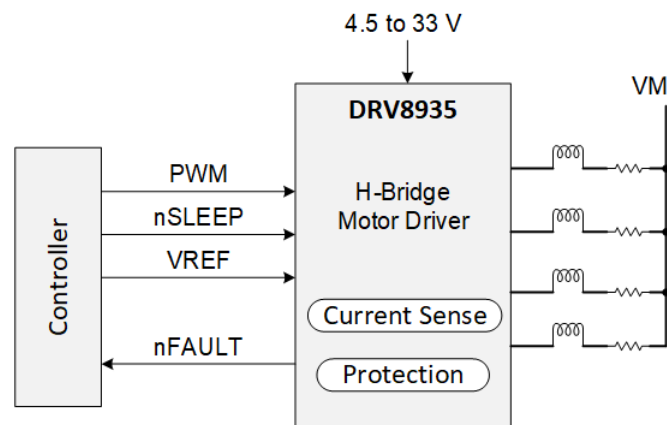 4.5 to 33 V
DRV8935
VM
PWM
H-Bridge
Motor Driver
nSLEEP
VREF
Controller
Current Sense
nFAULT
Protection